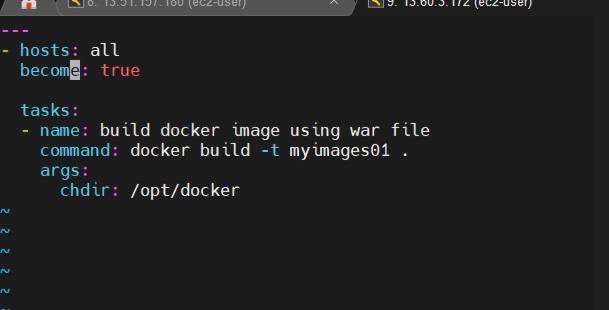 8. 13.51.157.180 (ec2-user)
9. 13.60.3.172 (ec2-user)
---
- hosts: all
  become: true
  tasks:
  - name: build docker image using war file
    command: docker build -t myimages01 .
    args:
      chdir: /opt/docker
~
~
~
~
~